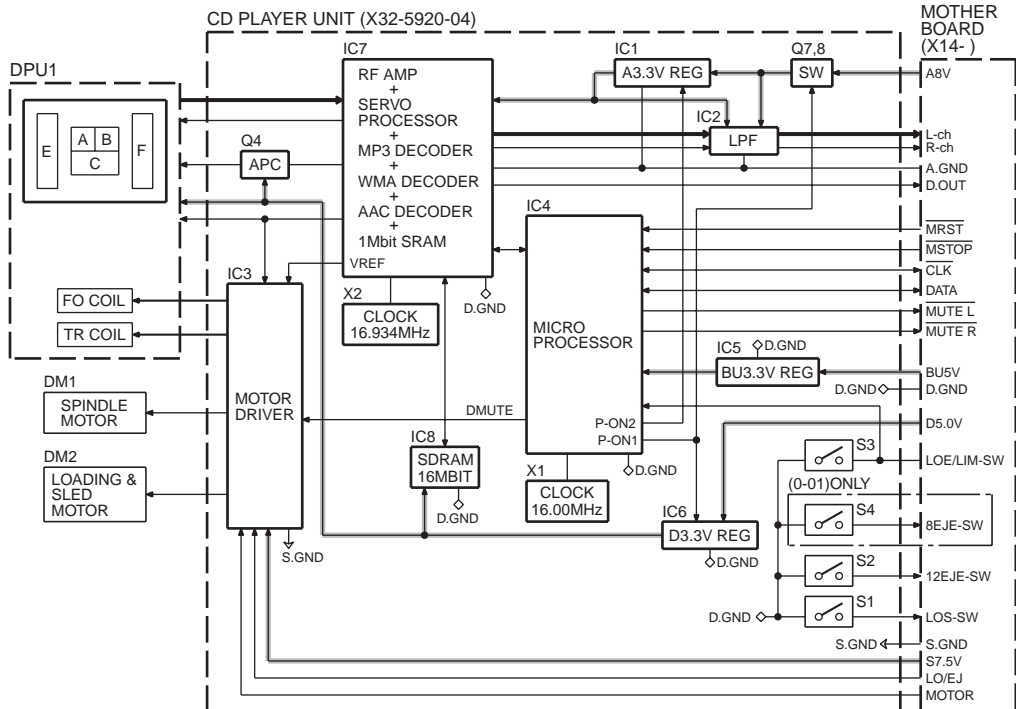 CD PLAYER UNIT (X32-5920-04)
MOTHER
BOARD
(X14- )
DPU1
E
A
B
C
F
Q4
APC
IC7
RF AMP
+
SERVO
PROCESSOR
+
MP3 DECODER
+
WMA DECODER
+
AAC DECODER
+
1Mbit SRAM
VREF
D.GND
X2
CLOCK
16.934MHz
IC1
A3.3V REG
Q7,8
SW
IC2
LPF
A8V
L-ch
R-ch
A.GND
D.OUT
MRST
MSTOP
CLK
DATA
MUTE L
MUTE R
BU5V
D.GND
D.GND
D5.0V
LOE/LIM-SW
8EJE-SW
12EJE-SW
LOS-SW
S.GND
S.GND
S7.5V
LO/EJ
MOTOR
IC4
MICRO
PROCESSOR
P-ON2
P-ON1
D.GND
X1
CLOCK
16.00MHz
IC5
D.GND
BU3.3V REG
IC3
MOTOR
DRIVER
S.GND
FO COIL
TR COIL
DM1
SPINDLE
MOTOR
DM2
LOADING &
SLED
MOTOR
DMUTE
IC8
SDRAM
16MBIT
D.GND
IC6
D3.3V REG
D.GND
S3
(0-01)ONLY
S4
S2
S1
D.GND